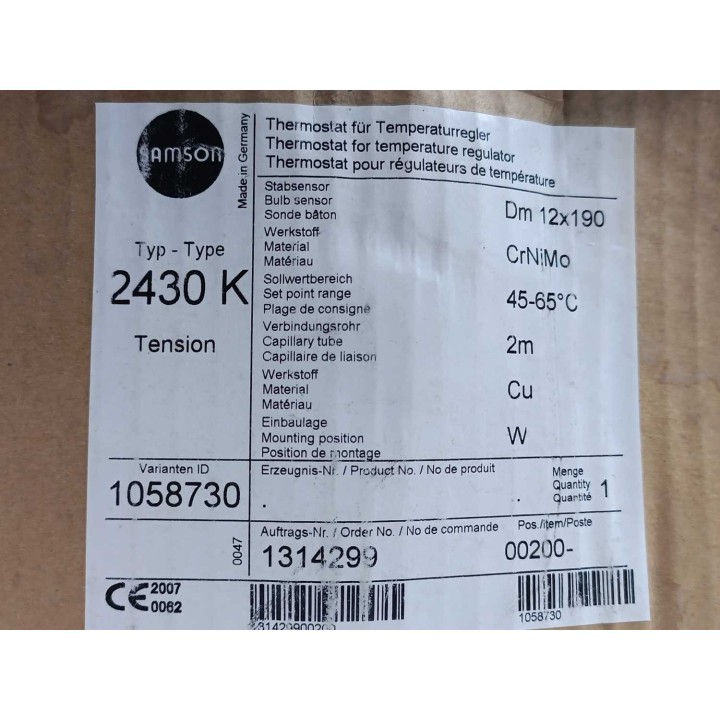 SAMSON
Made in Germany
Thermostat für Temperaturregler
Thermostat for temperature regulator
Thermostat pour régulateurs de température
Typ - Type
2430 K
Tension
Stabsensor
Bulb sensor
Sonde bâton
Dm 12x190
Werkstoff
Material
Matériau
CrNiMo
Sollwertbereich
Set point range
Plage de consigne
45-65°C
Verbindungsrohr
Capillary tube
Capillaire de liaison
2m
Werkstoff
Material
Matériau
Cu
Einbaulage
Mounting position
Position de montage
W
Varianten ID
1058730
Erzeugnis-Nr. / Product No. / No de produit
. .
Menge
Quantity
Quantité
1
0047
Auftrags-Nr. / Order No. / No de commande
1314299
Pos./Item/Poste
00200-
CE 2007
0062
131429900200
1058730